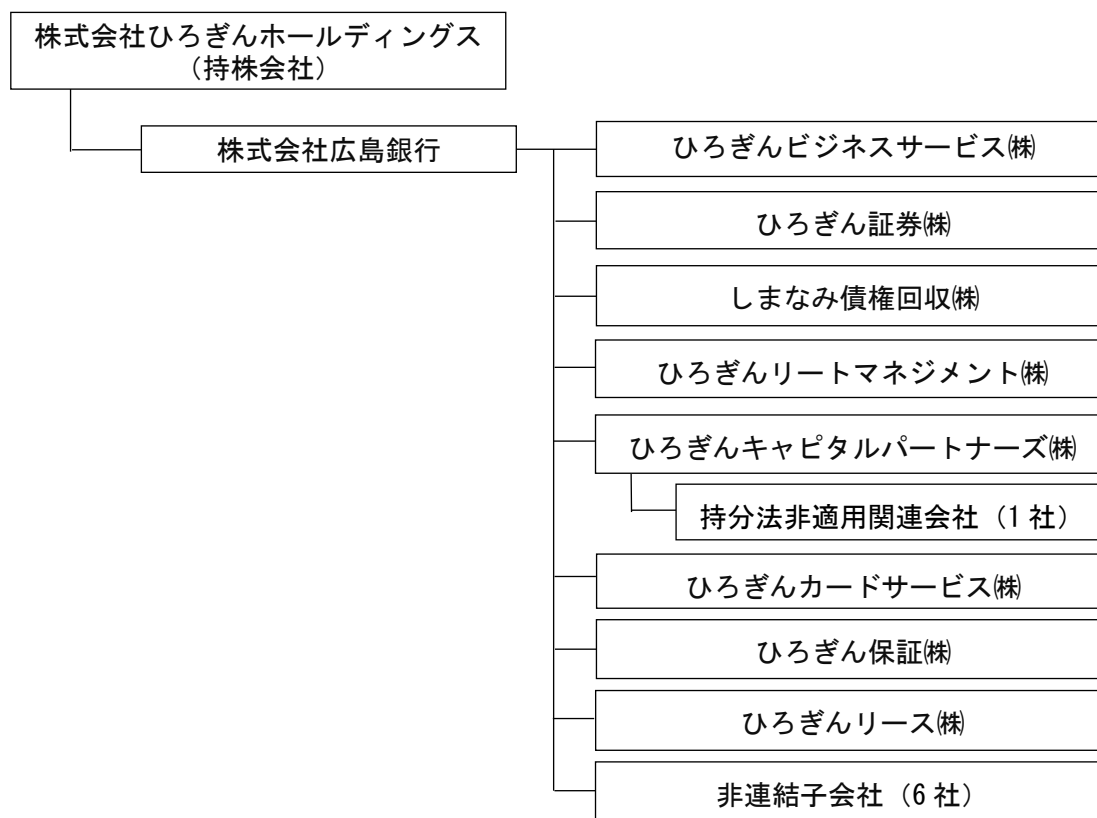 株式会社ひろぎんホールディングス
（持株会社）
株式会社広島銀行
ひろぎんビジネスサービス㈱
ひろぎん証券㈱
しまなみ債権回収㈱
ひろぎんリートマネジメント㈱
ひろぎんキャピタルパートナーズ㈱
持分法非適用関連会社（1 社）
ひろぎんカードサービス㈱
ひろぎん保証㈱
ひろぎんリース㈱
非連結子会社（6 社）